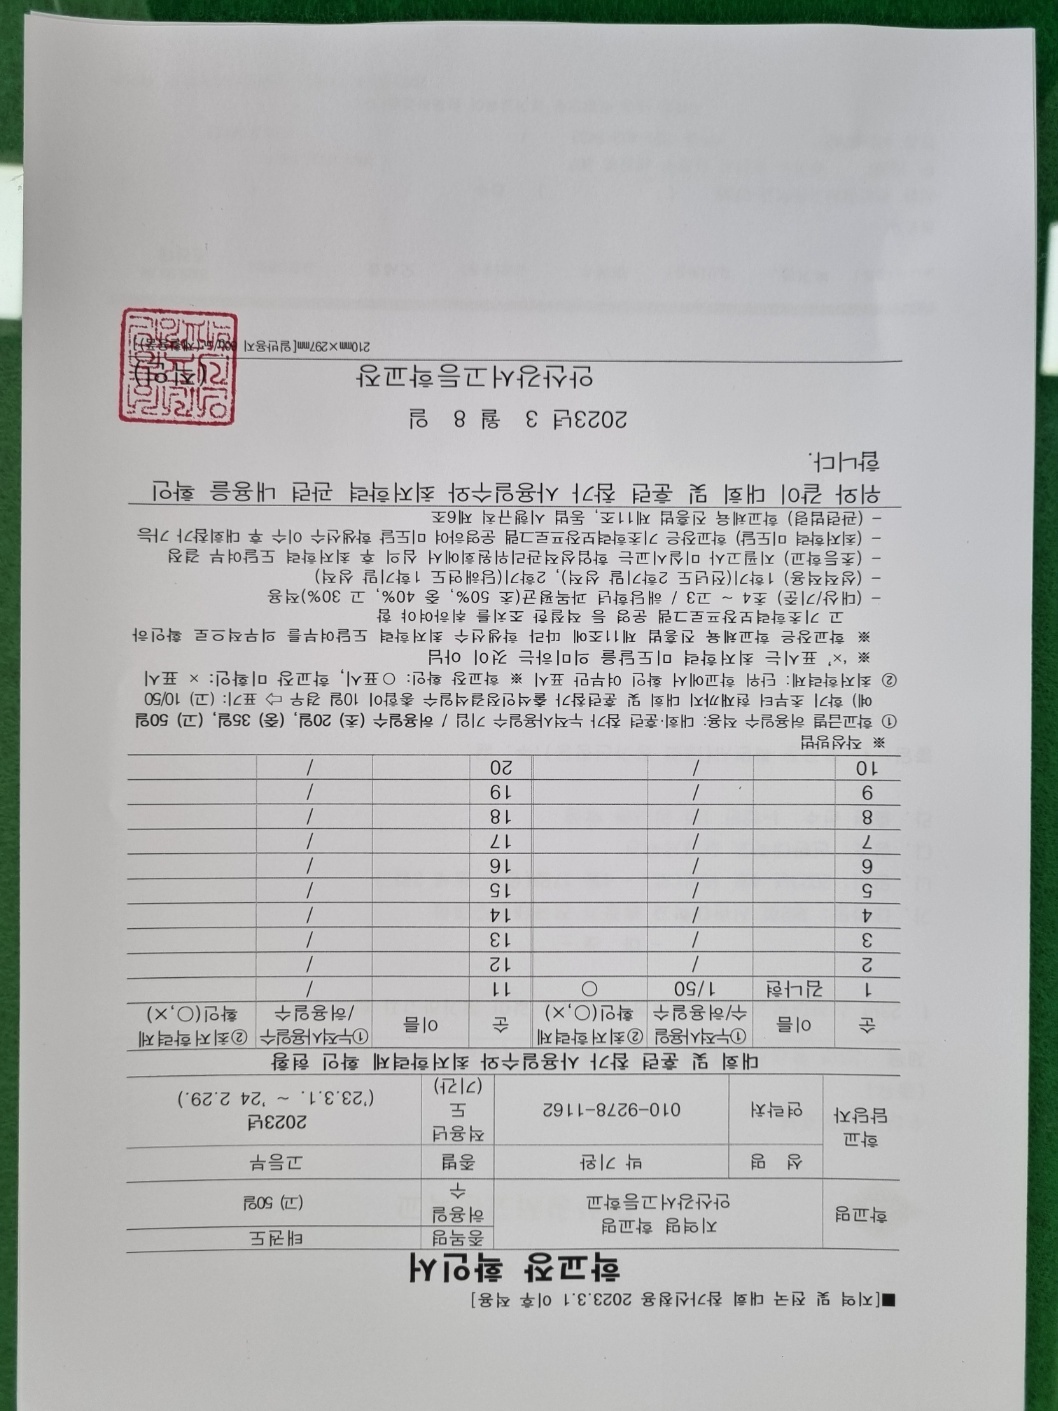 ■[지역 및 전국 대회 참가신청용 2023.3.1 이후 적용]
학교장 확인서
학교명 지역명 학교명 안산강서고등학교 종목명 태권도
허용일수 (고) 50일
학교 담당자 성 명 박 기 완 종별 고등부
연락처 010-9278-1162 적용년도 (기간) 2023년 ('23.3.1. ~ '24 2.29.)
대회 및 훈련 참가 사용일수와 최저학력제 확인 현황
순 이름 ①누적사용일수/허용일수 ②최저학력제 확인(○,×) 순 이름 ①누적사용일수/허용일수 ②최저학력제 확인(○,×)
1 김나현 1/50 ○ 11 /
2 / 12 /
3 / 13 /
4 / 14 /
5 / 15 /
6 / 16 /
7 / 17 /
8 / 18 /
9 / 19 /
10 / 20 /
※ 작성방법
① 학교급별 허용일수 적용: 대회·훈련 참가 누적사용일수 기입 / 허용일수 (초) 20일, (중) 35일, (고) 50일
예) 학기 초부터 현재까지 대회 및 훈련참가 출석인정결석일수 총합이 10일 경우 ⇨ 표기: (고) 10/50
② 최저학력제: 단위 학교에서 확인 여부만 표시 ※ 학교장 확인: ○표시, 학교장 미확인: × 표시
※ '×' 표시는 최저학력 미도달을 의미하는 것이 아님
※ 학교장은 학교체육 진흥법 제11조에 따라 학생선수 최저학력 도달여부를 의무적으로 확인하
고 기초학력보장프로그램 운영 등 적절한 조치를 취하여야 함
- (대상/기준) 초4 ~ 고3 / 해당학년 과목평균(초 50%, 중 40%, 고 30%)적용
- (성적적용) 1학기(전년도 2학기말 성적), 2학기(당해연도 1학기말 성적)
- (초등학교) 지필고사 미실시교는 학업성적관리위원회에서 심의 후 최저학력 도달여부 결정
- (최저학력 미도달) 학교장은 기초학력보장프로그램 운영하여 미도달 학생선수 이수 후 대회참가 가능
- (관련법령) 학교체육 진흥법 제11조, 동법 시행규칙 제6조
위와 같이 대회 및 훈련 참가 사용일수와 최저학력 관련 내용을 확인
합니다.
2023년 3 월 8 일
안산강서고등학교장 (직인)
210mm×297mm[일반용지